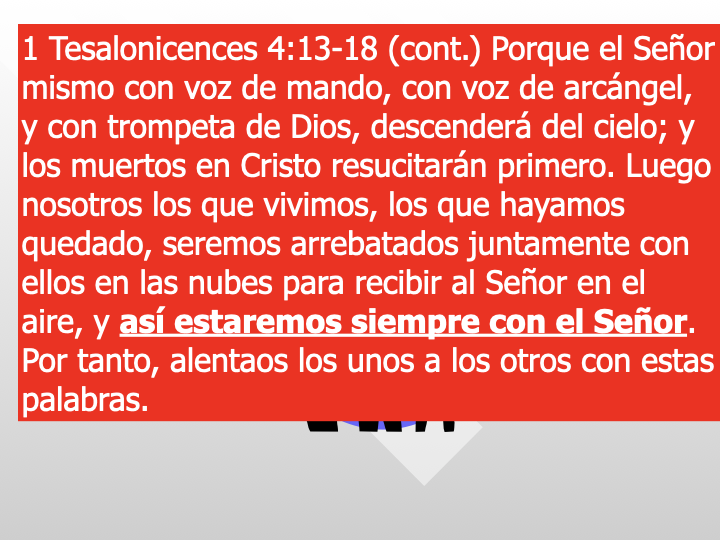 1 Tesalonicences 4:13-18 (cont.) Porque el Señor
mismo con voz de mando, con voz de arcángel,
y con trompeta de Dios, descenderá del cielo; y
los muertos en Cristo resucitarán primero. Luego
nosotros los que vivimos, los que hayamos
quedado, seremos arrebatados juntamente con
ellos en las nubes para recibir al Señor en el
aire, y así estaremos siempre con el Señor.
Por tanto, alentaos los unos a los otros con estas
palabras.